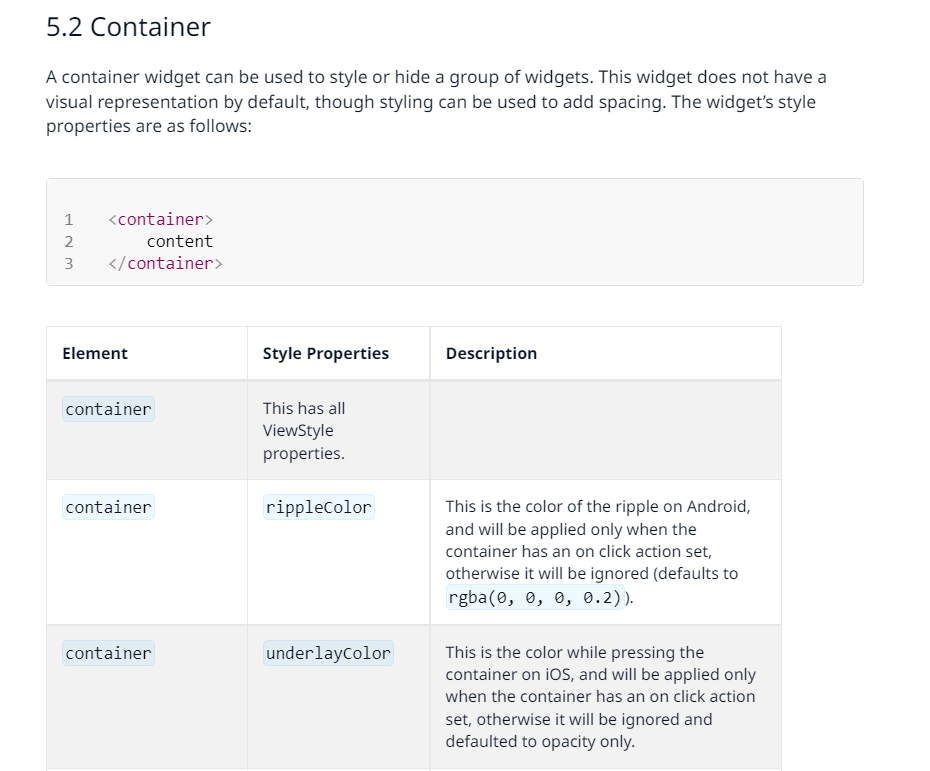 5.2 Container
A container widget can be used to style or hide a group of widgets. This widget does not have a
visual representation by default, though styling can be used to add spacing. The widget’s style
properties are as follows:
1 <container>
2 content
3 </container>
Element Style Properties Description
container This has all
ViewStyle
properties.
container rippleColor This is the color of the ripple on Android,
and will be applied only when the
container has an on click action set,
otherwise it will be ignored (defaults to
rgba(0, 0, 0, 0.2)).
container underlayColor This is the color while pressing the
container on iOS, and will be applied only
when the container has an on click action
set, otherwise it will be ignored and
defaulted to opacity only.